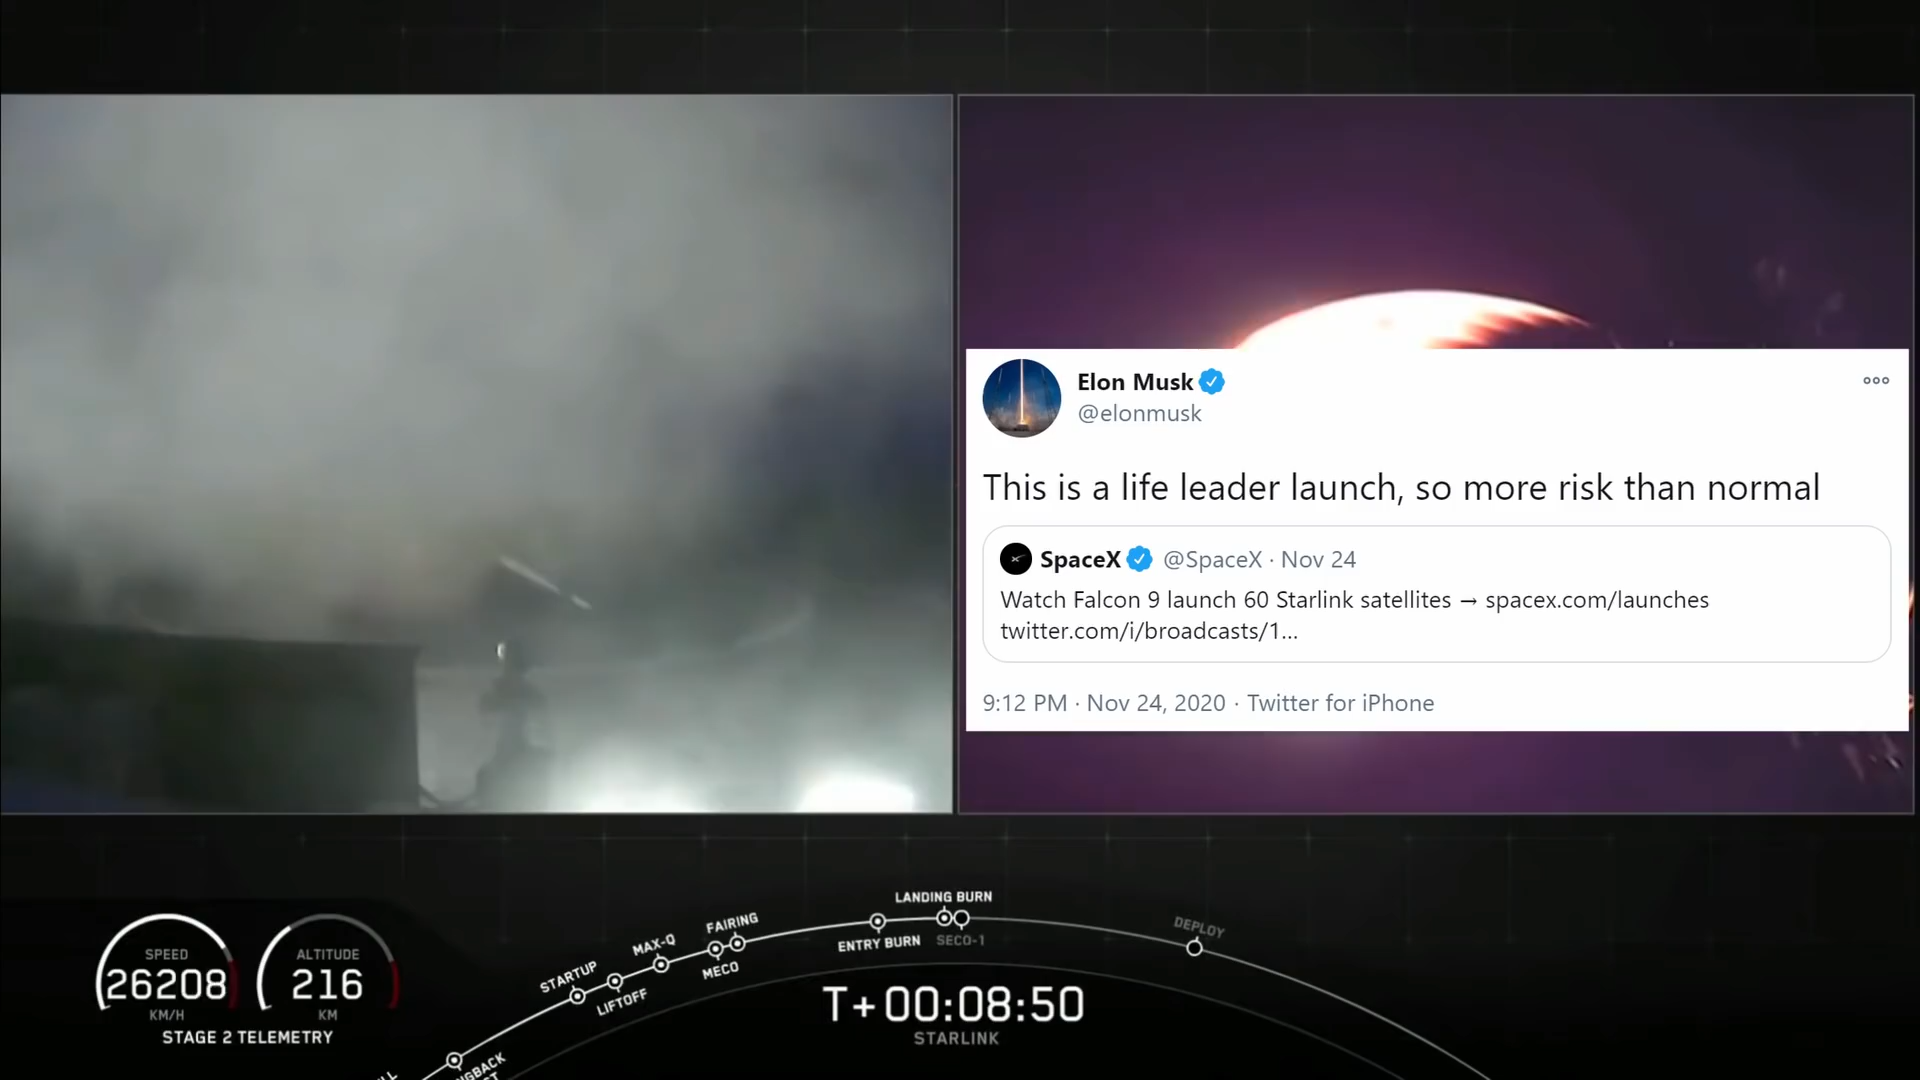 Elon Musk
@elonmusk
This is a life leader launch, so more risk than normal
SpaceX @SpaceX · Nov 24
Watch Falcon 9 launch 60 Starlink satellites → spacex.com/launches
twitter.com/i/broadcasts/1...
9:12 PM · Nov 24, 2020 · Twitter for iPhone
SPEED
26208
KM/H
ALTITUDE
216
KM
STAGE 2 TELEMETRY
STARTUP
LIFTOFF
MAX-Q
MECO
FAIRING
ENTRY BURN
LANDING BURN
SECO-1
DEPLOY
T+00:08:50
STARLINK